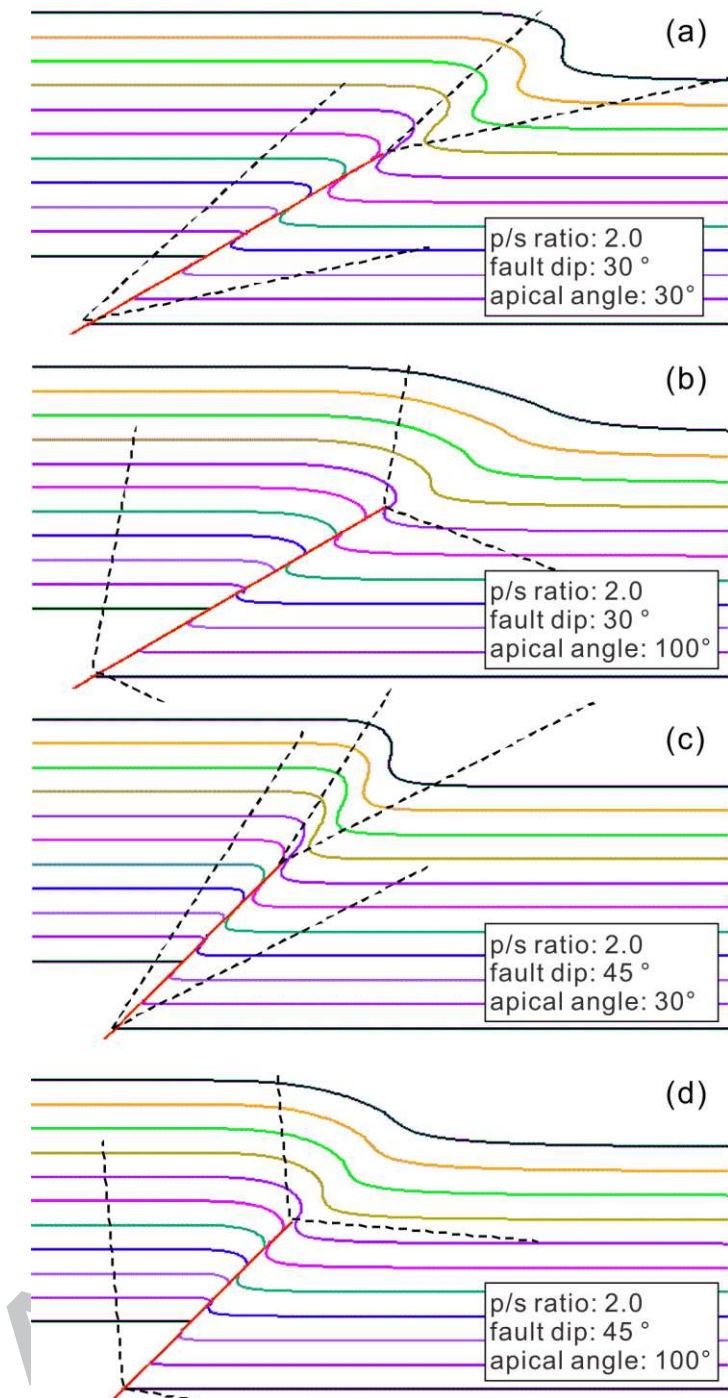 (a)
p/s ratio: 2.0
fault dip: 30 °
apical angle: 30°
(b)
p/s ratio: 2.0
fault dip: 30 °
apical angle: 100°
(c)
p/s ratio: 2.0
fault dip: 45 °
apical angle: 30°
(d)
p/s ratio: 2.0
fault dip: 45 °
apical angle: 100°